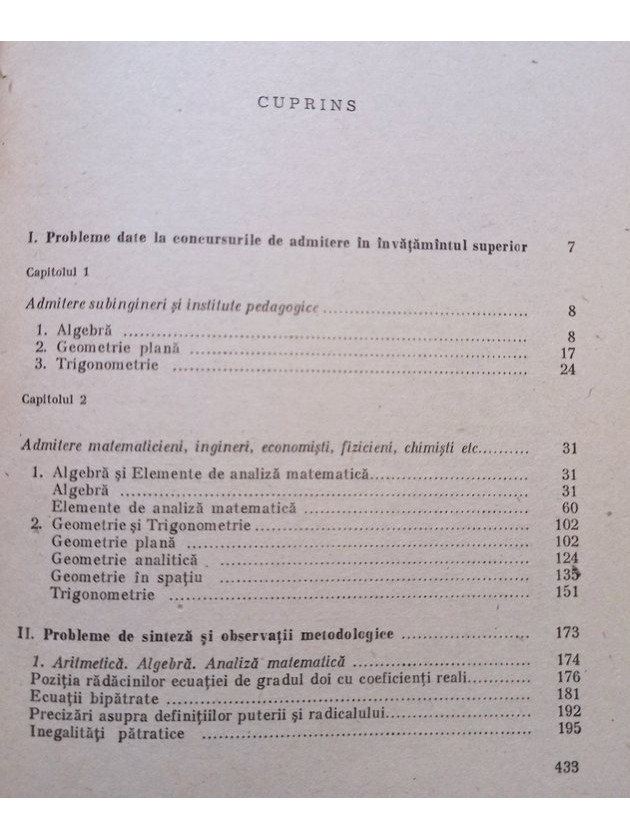 CUPRINS
I. Probleme date la concursurile de admitere în învățămîntul superior 7
Capitolul 1
Admitere subingineri și institute pedagogice ........ 8
1. Algebră ........ 8
2. Geometrie plană ........ 17
3. Trigonometrie ........ 24
Capitolul 2
Admitere matematicieni, ingineri, economiști, fizicieni, chimiști etc. ........ 31
1. Algebră și Elemente de analiză matematică ........ 31
Algebră ........ 31
Elemente de analiză matematică ........ 60
2. Geometrie și Trigonometrie ........ 102
Geometrie plană ........ 102
Geometrie analitică ........ 124
Geometrie în spațiu ........ 135
Trigonometrie ........ 151
II. Probleme de sinteză și observații metodologice ........ 173
1. Aritmetică. Algebră. Analiză matematică ........ 174
Poziția rădăcinilor ecuației de gradul doi cu coeficienți reali ........ 176
Ecuații bipătrate ........ 181
Precizări asupra definițiilor puterii și radicalului ........ 192
Inegalități pătratice ........ 195
433